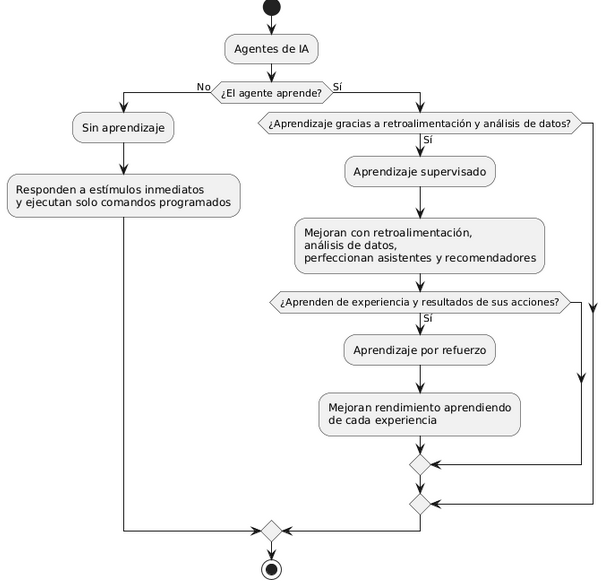 Agentes de IA
¿El agente aprende?
No
Sí
Sin aprendizaje
Responden a estímulos inmediatos
y ejecutan solo comandos programados
¿Aprendizaje gracias a retroalimentación y análisis de datos?
Sí
Aprendizaje supervisado
Mejoran con retroalimentación,
análisis de datos,
perfeccionan asistentes y recomendadores
¿Aprenden de experiencia y resultados de sus acciones?
Sí
Aprendizaje por refuerzo
Mejoran rendimiento aprendiendo
de cada experiencia